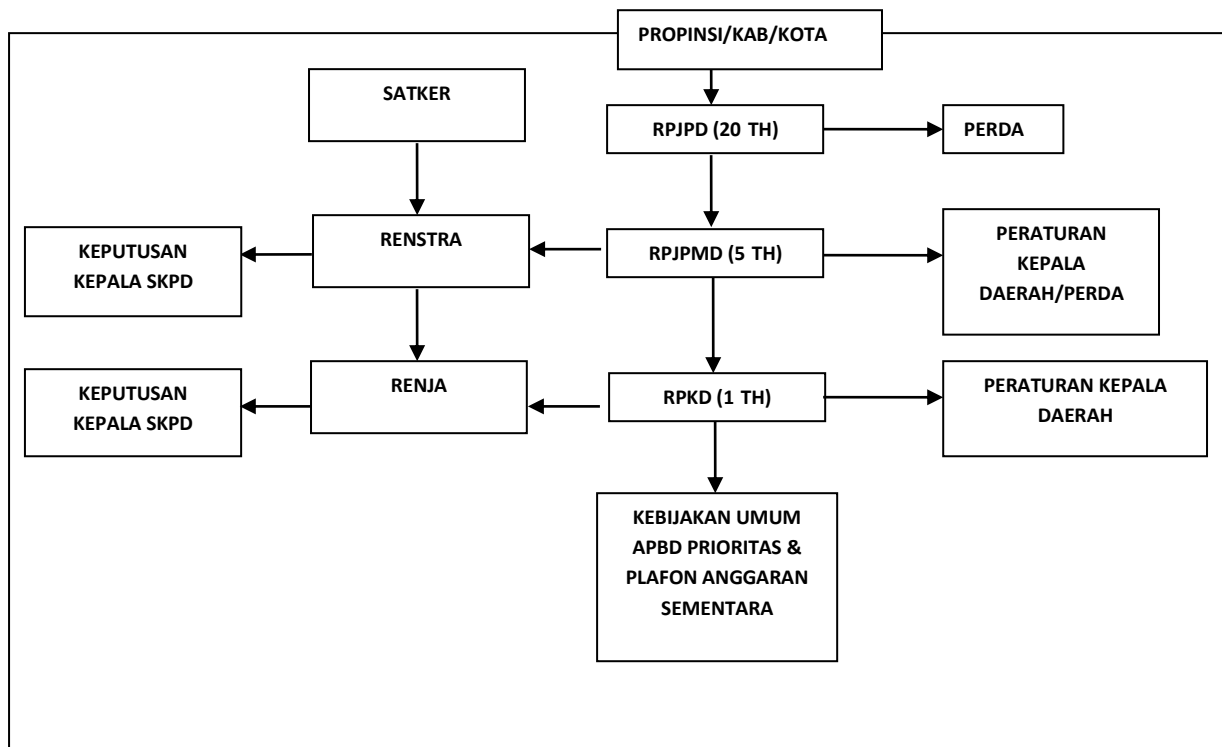 PROPINSI/KAB/KOTA
SATKER
RPJPD (20 TH)
PERDA
KEPUTUSAN
KEPALA SKPD
RENSTRA
RPJPMD (5 TH)
PERATURAN
KEPALA
DAERAH/PERDA
KEPUTUSAN
KEPALA SKPD
RENJA
RPKD (1 TH)
PERATURAN KEPALA
DAERAH
KEBIJAKAN UMUM
APBD PRIORITAS &
PLAFON ANGGARAN
SEMENTARA